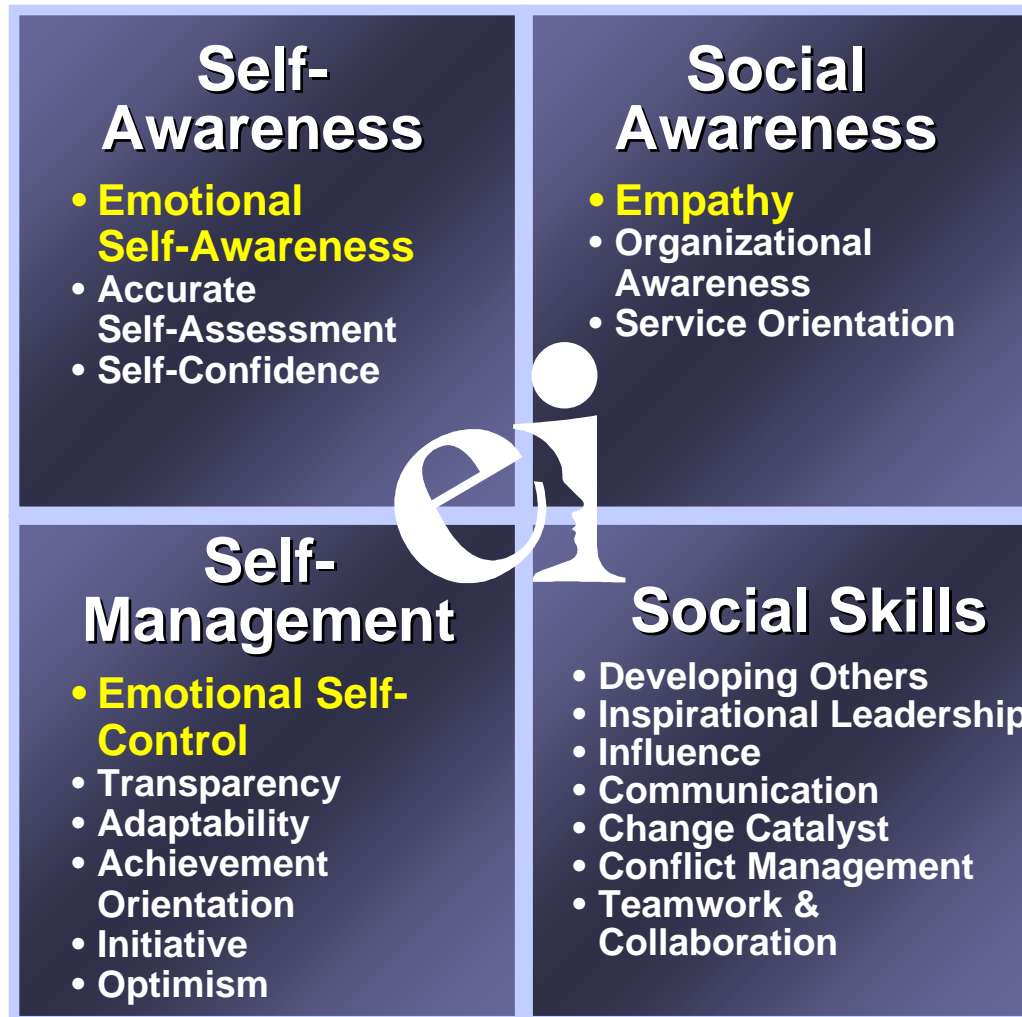 Self-
Awareness
• Emotional
Self-Awareness
• Accurate
Self-Assessment
• Self-Confidence
Social
Awareness
• Empathy
• Organizational
Awareness
• Service Orientation
ei
Self-
Management
• Emotional Self-
Control
• Transparency
• Adaptability
• Achievement
Orientation
• Initiative
• Optimism
Social Skills
• Developing Others
• Inspirational Leadership
• Influence
• Communication
• Change Catalyst
• Conflict Management
• Teamwork &
Collaboration